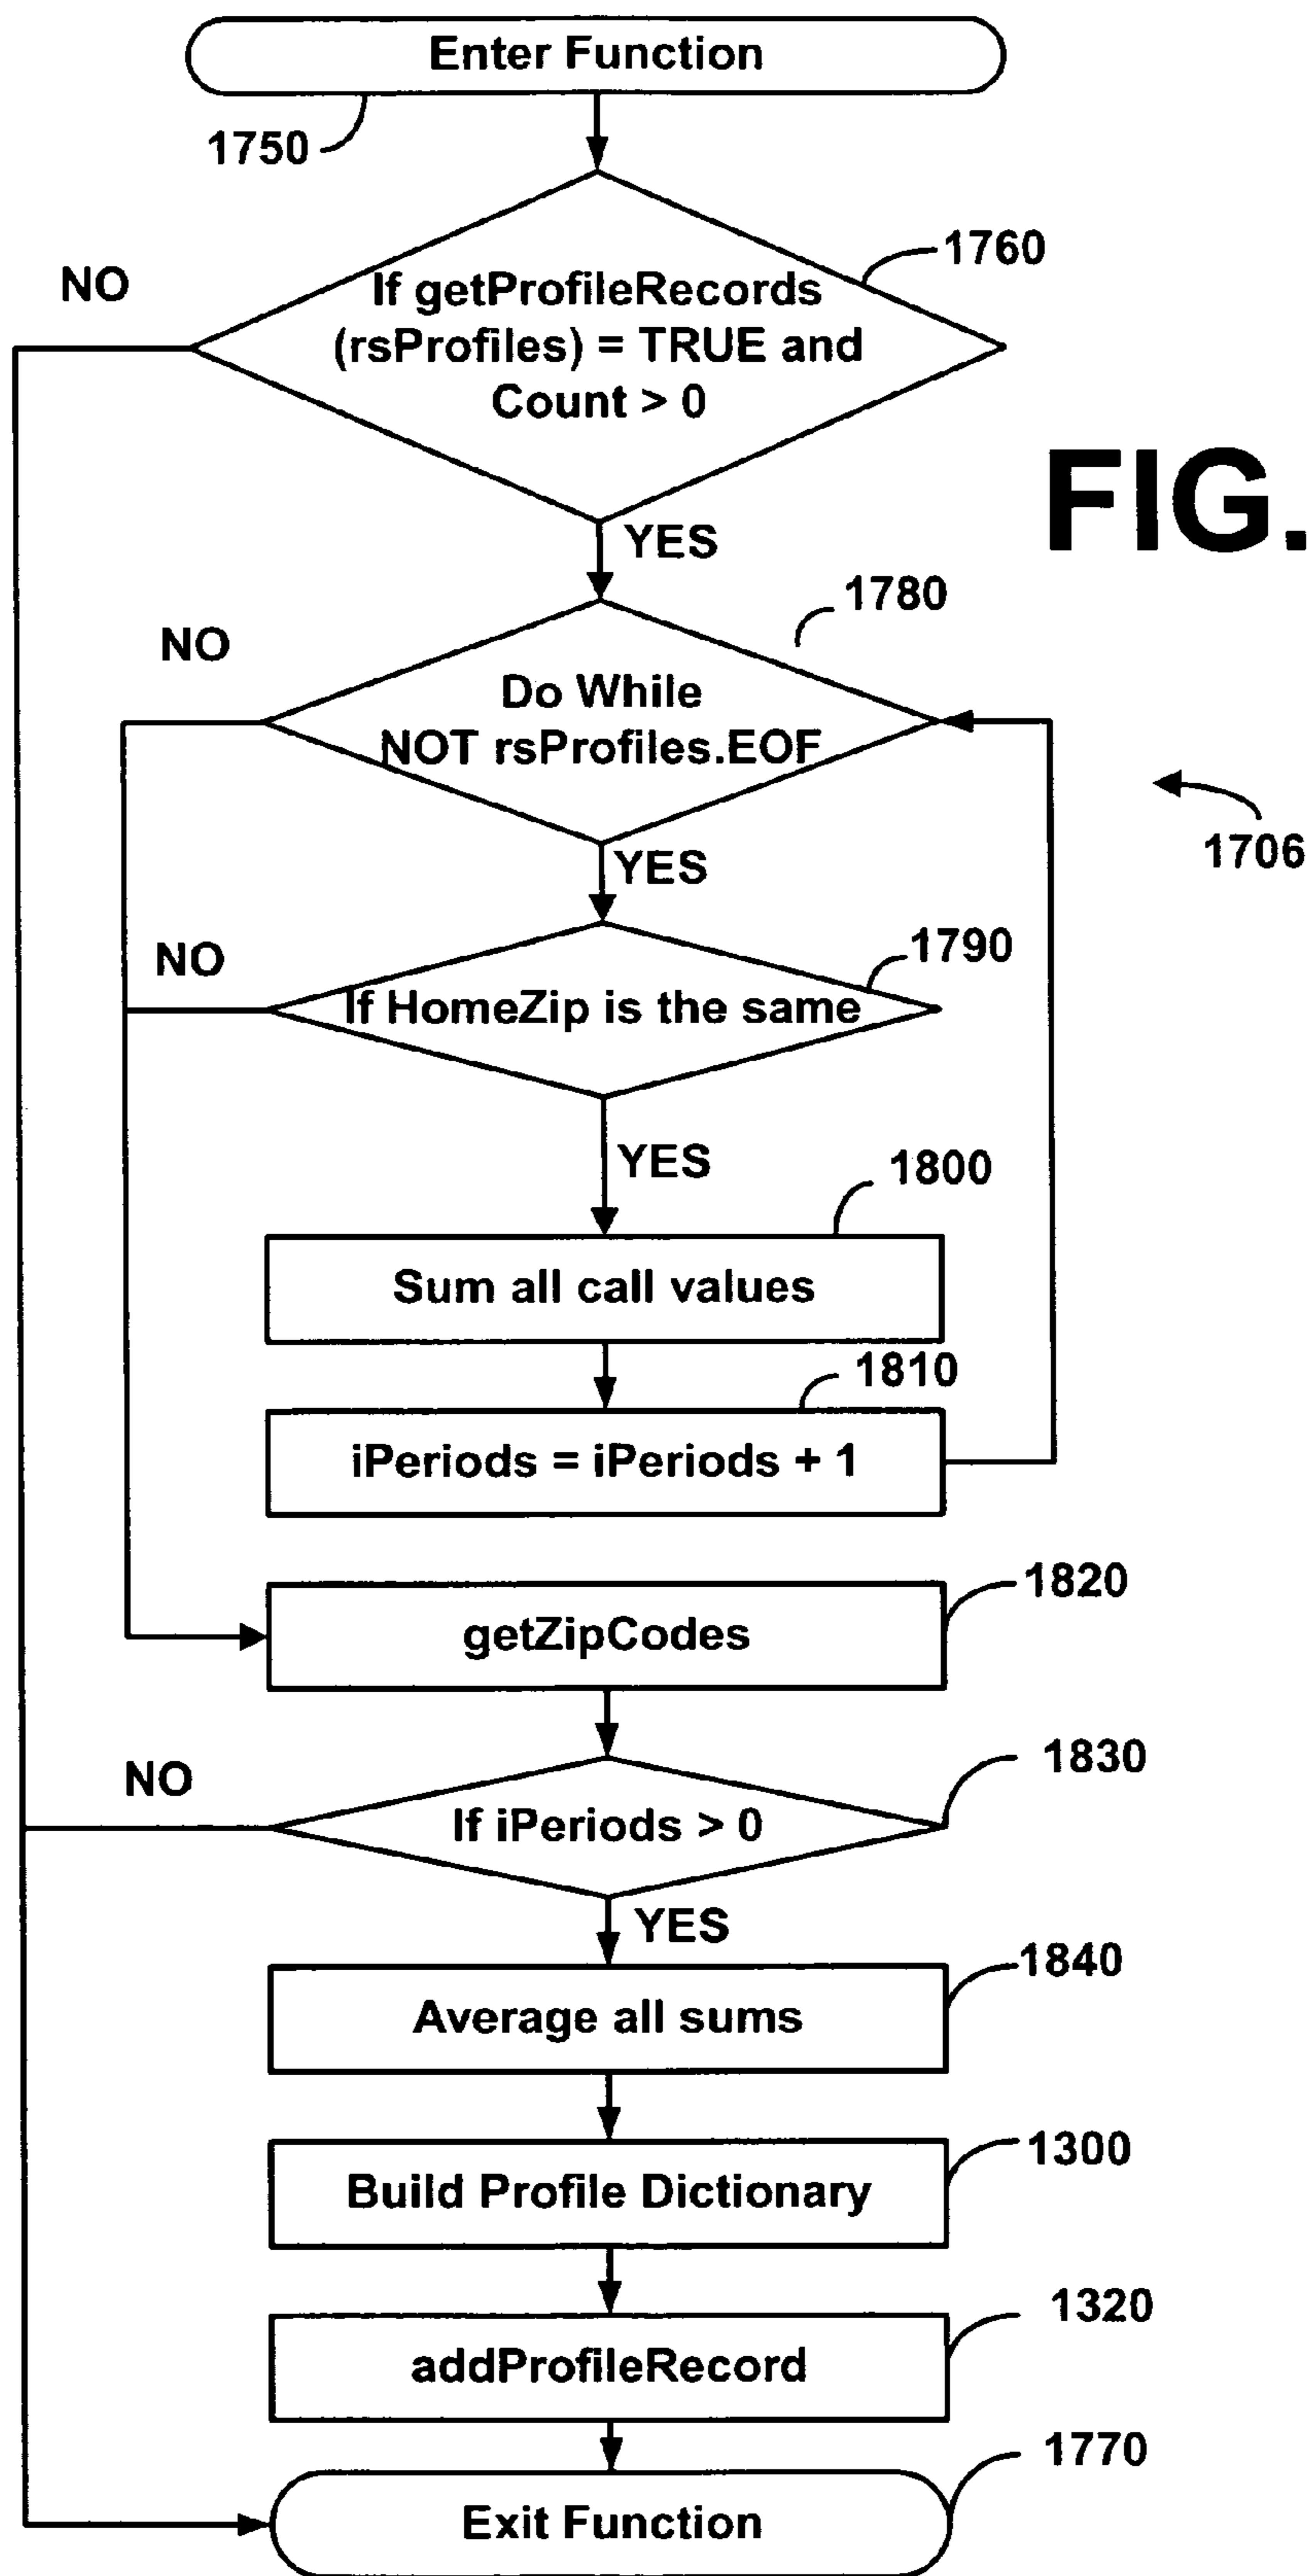 Enter Function
1750
1760
NO
If getProfileRecords
(rsProfiles) = TRUE and
Count > 0
FIG.
YES
1780
NO
Do While
NOT rsProfiles.EOF
1706
YES
1790
NO
If HomeZip is the same
YES
1800
Sum all call values
1810
iPeriods = iPeriods + 1
1820
getZipCodes
1830
NO
If iPeriods > 0
YES
1840
Average all sums
1300
Build Profile Dictionary
1320
addProfileRecord
1770
Exit Function